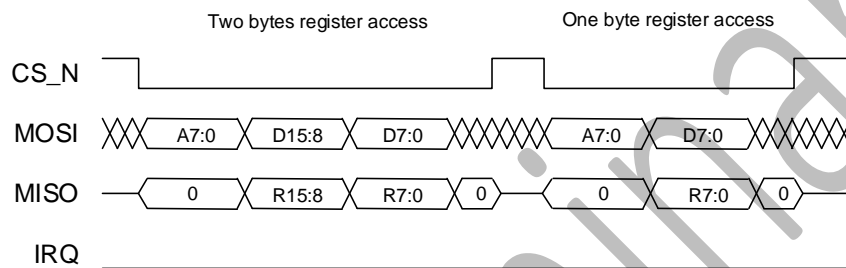 Two bytes register access One byte register access
CS_N
MOSI A7:0 D15:8 D7:0 A7:0 D7:0
MISO 0 R15:8 R7:0 0 0 R7:0 0
IRQ